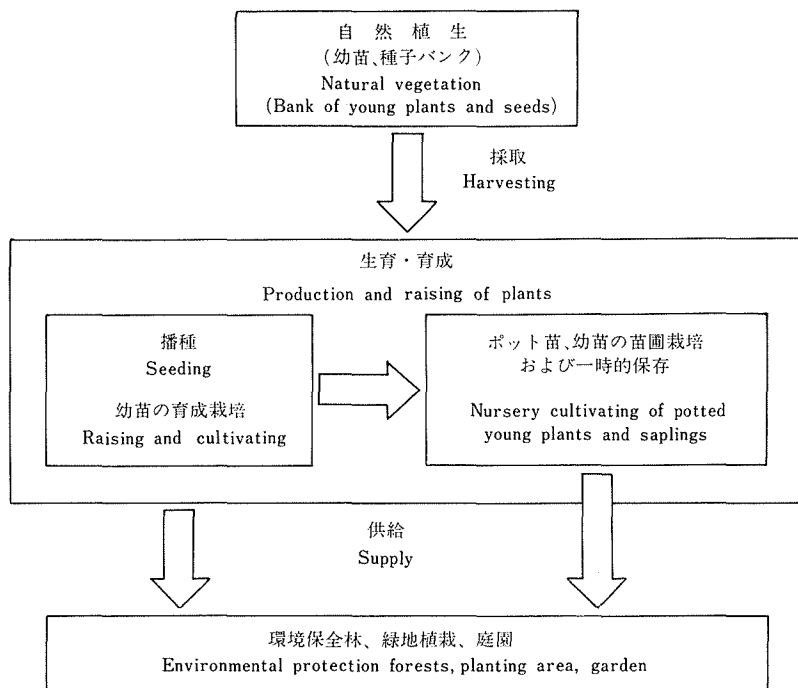 自然植生
(幼苗、種子バンク)
Natural vegetation
(Bank of young plants and seeds)
採取
Harvesting
生育・育成
Production and raising of plants
播種
Seeding
幼苗の育成栽培
Raising and cultivating
ポット苗、幼苗の苗圃栽培
および一時的保存
Nursery cultivating of potted
young plants and saplings
供給
Supply
環境保全林、緑地植栽、庭園
Environmental protection forests, planting area, garden